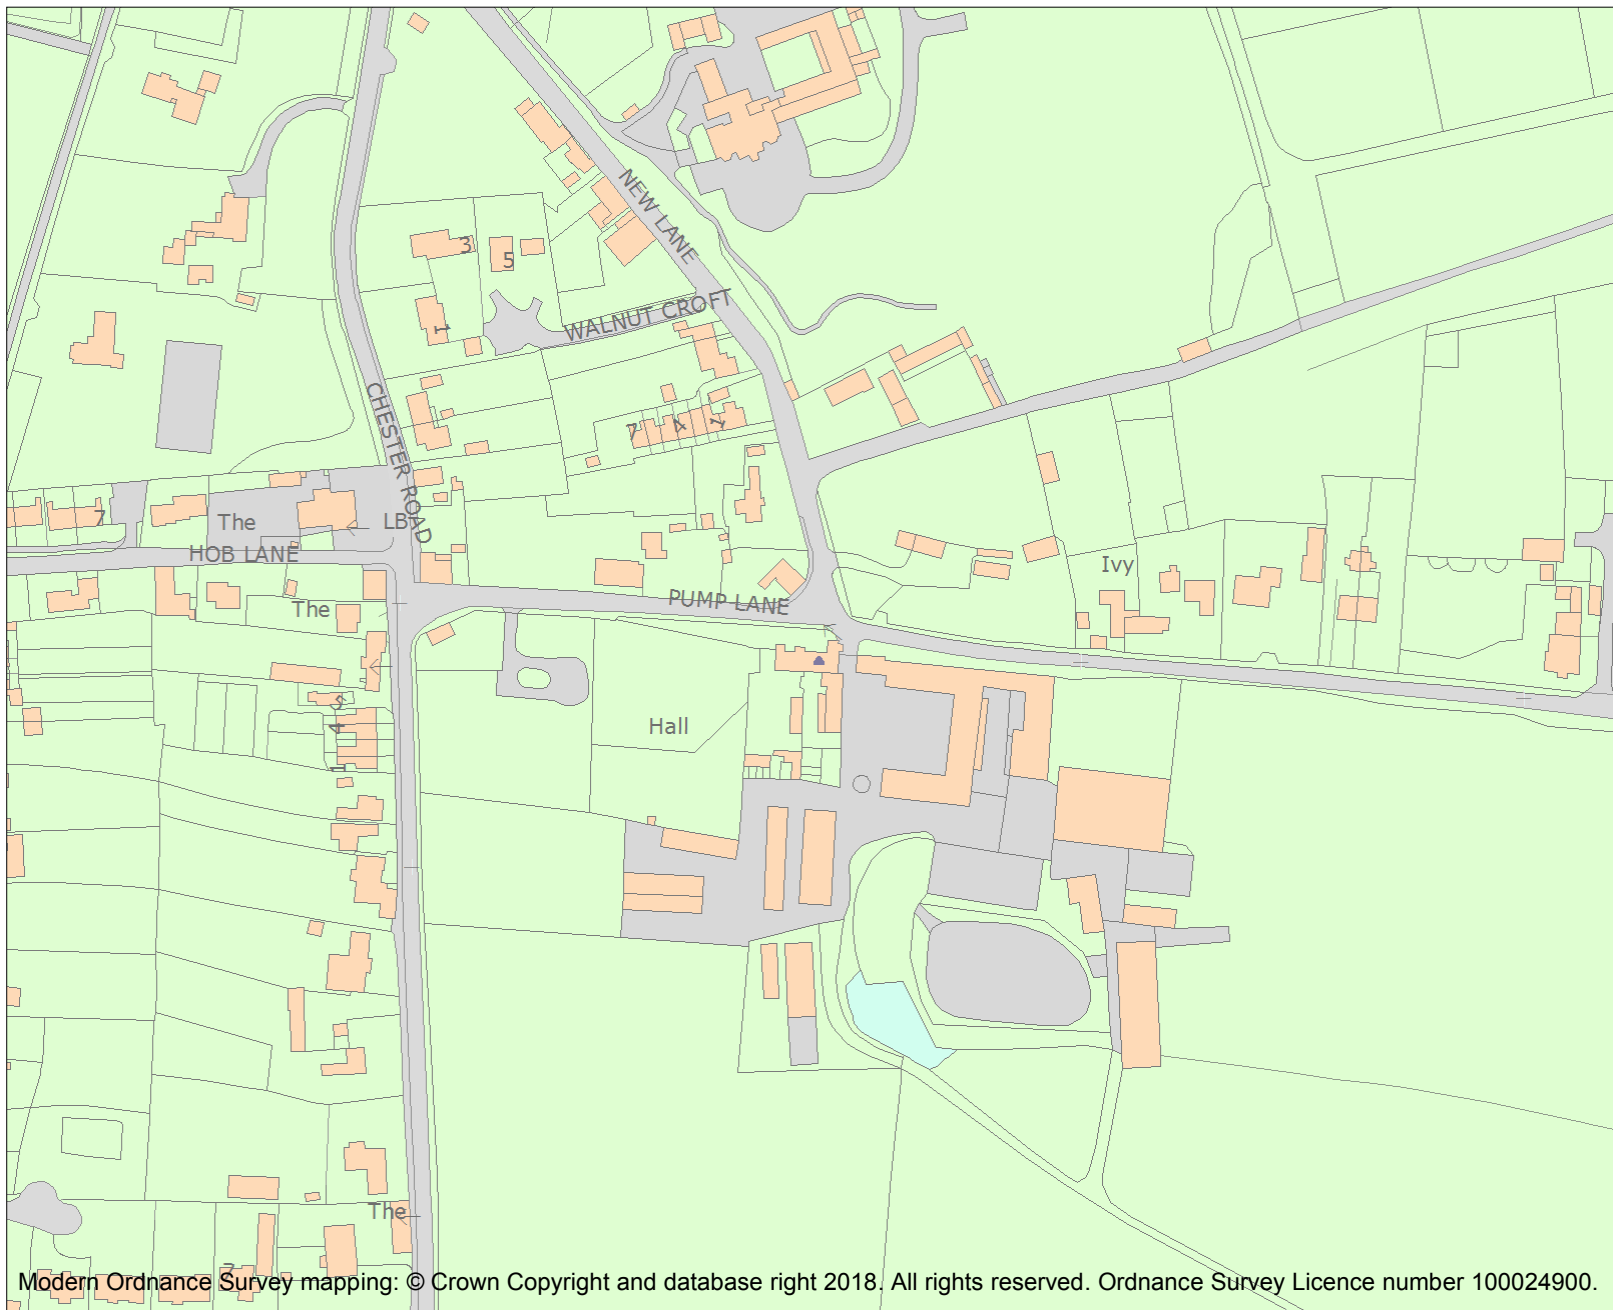 NEW LANE
3
5
1
WALNUT CROFT
CHESTER ROAD
7
4
1
7
The
LB
HOB LANE
Ivy
The
PUMP LANE
5
4
1
Hall
The
7
Modern Ordnance Survey mapping: © Crown Copyright and database right 2018. All rights reserved. Ordnance Survey Licence number 100024900.